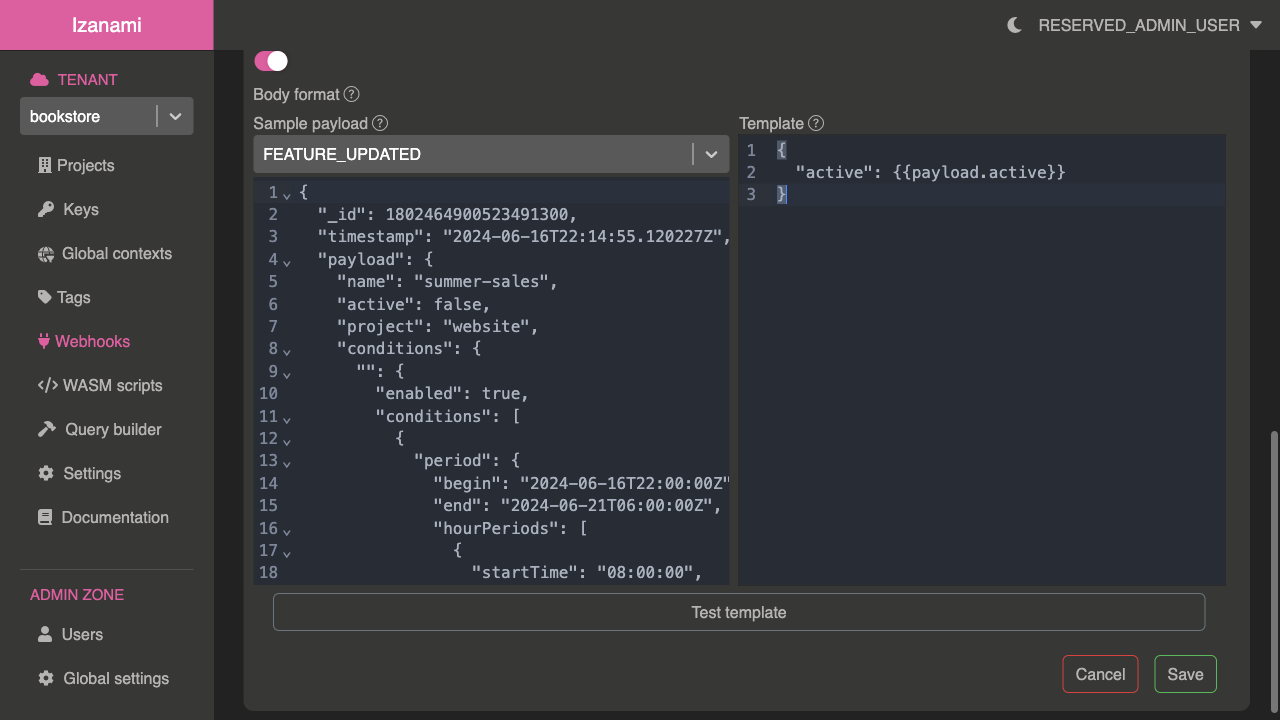 Izanami
RESERVED_ADMIN_USER
TENANT
bookstore
Projects
Keys
Global contexts
Tags
Webhooks
WASM scripts
Query builder
Settings
Documentation
ADMIN ZONE
Users
Global settings
Body format
Sample payload
FEATURE_UPDATED
1 {
2 "_id": 1802464900523491300,
3 "timestamp": "2024-06-16T22:14:55.120227Z",
4 "payload": {
5 "name": "summer-sales",
6 "active": false,
7 "project": "website",
8 "conditions": {
9 "": {
10 "enabled": true,
11 "conditions": [
12 {
13 "period": {
14 "begin": "2024-06-16T22:00:00Z"
15 "end": "2024-06-21T06:00:00Z",
16 "hourPeriods": [
17 {
18 "startTime": "08:00:00",
Template
1 {
2 "active": {{payload.active}}
3 }
Test template
Cancel
Save